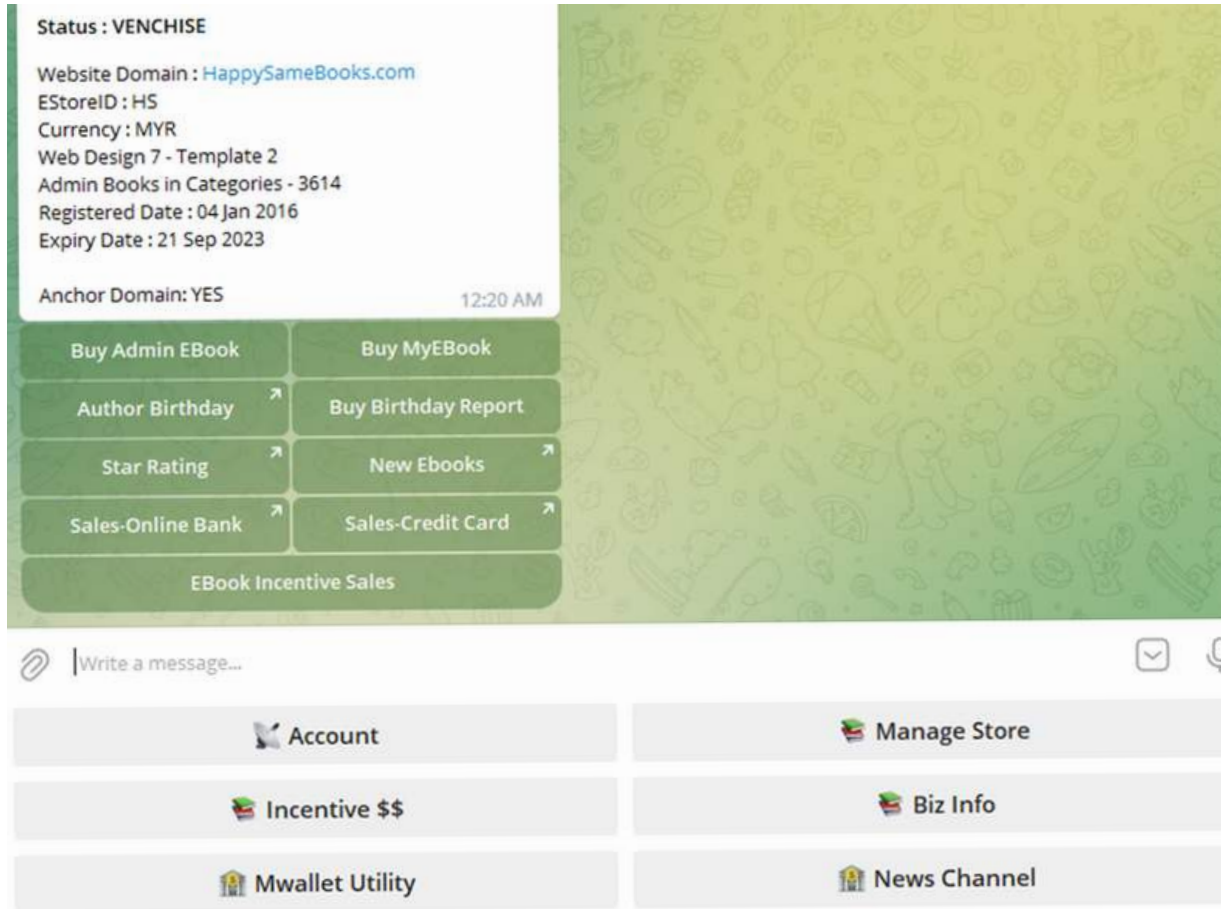 Status : VENCHISE
Website Domain : HappySameBooks.com
EStoreID : HS
Currency : MYR
Web Design 7 - Template 2
Admin Books in Categories - 3614
Registered Date : 04 Jan 2016
Expiry Date : 21 Sep 2023
Anchor Domain: YES
12:20 AM
Buy Admin EBook
Buy MyEBook
Author Birthday
Buy Birthday Report
Star Rating
New Ebooks
Sales-Online Bank
Sales-Credit Card
EBook Incentive Sales
Write a message...
Account
Manage Store
Incentive $$
Biz Info
Mwallet Utility
News Channel